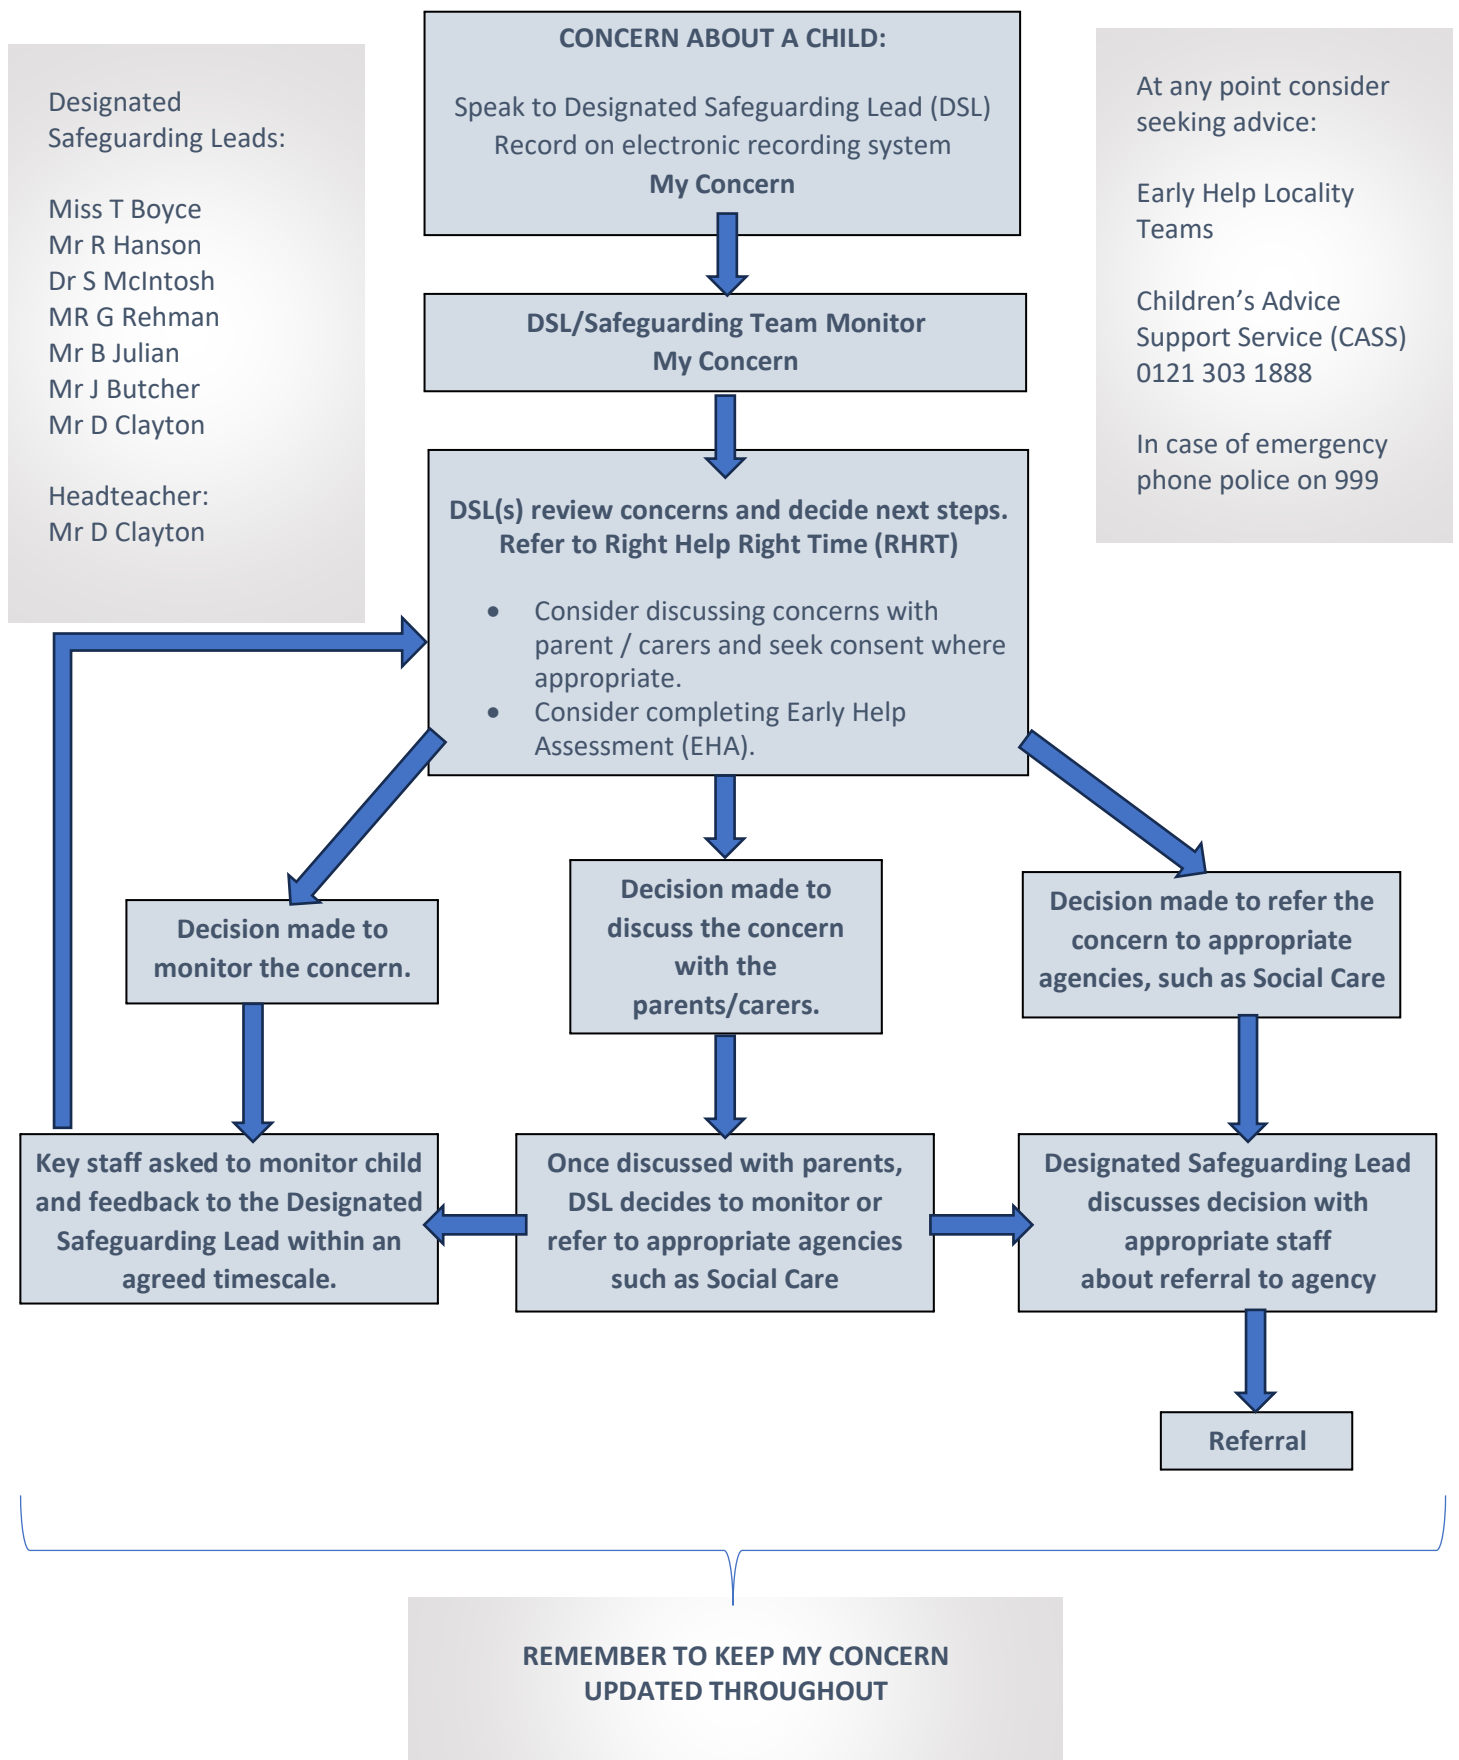 CONCERN ABOUT A CHILD:
Speak to Designated Safeguarding Lead (DSL)
Record on electronic recording system
My Concern
Designated
Safeguarding Leads:
Miss T Boyce
Mr R Hanson
Dr S McIntosh
MR G Rehman
Mr B Julian
Mr J Butcher
Mr D Clayton
Headteacher:
Mr D Clayton
At any point consider
seeking advice:
Early Help Locality
Teams
Children’s Advice
Support Service (CASS)
0121 303 1888
In case of emergency
phone police on 999
DSL/Safeguarding Team Monitor
My Concern
DSL(s) review concerns and decide next steps.
Refer to Right Help Right Time (RHRT)
• Consider discussing concerns with
parent / carers and seek consent where
appropriate.
• Consider completing Early Help
Assessment (EHA).
Decision made to
monitor the concern.
Decision made to
discuss the concern
with the
parents/carers.
Decision made to refer the
concern to appropriate
agencies, such as Social Care
Key staff asked to monitor child
and feedback to the Designated
Safeguarding Lead within an
agreed timescale.
Once discussed with parents,
DSL decides to monitor or
refer to appropriate agencies
such as Social Care
Designated Safeguarding Lead
discusses decision with
appropriate staff
about referral to agency
Referral
REMEMBER TO KEEP MY CONCERN
UPDATED THROUGHOUT